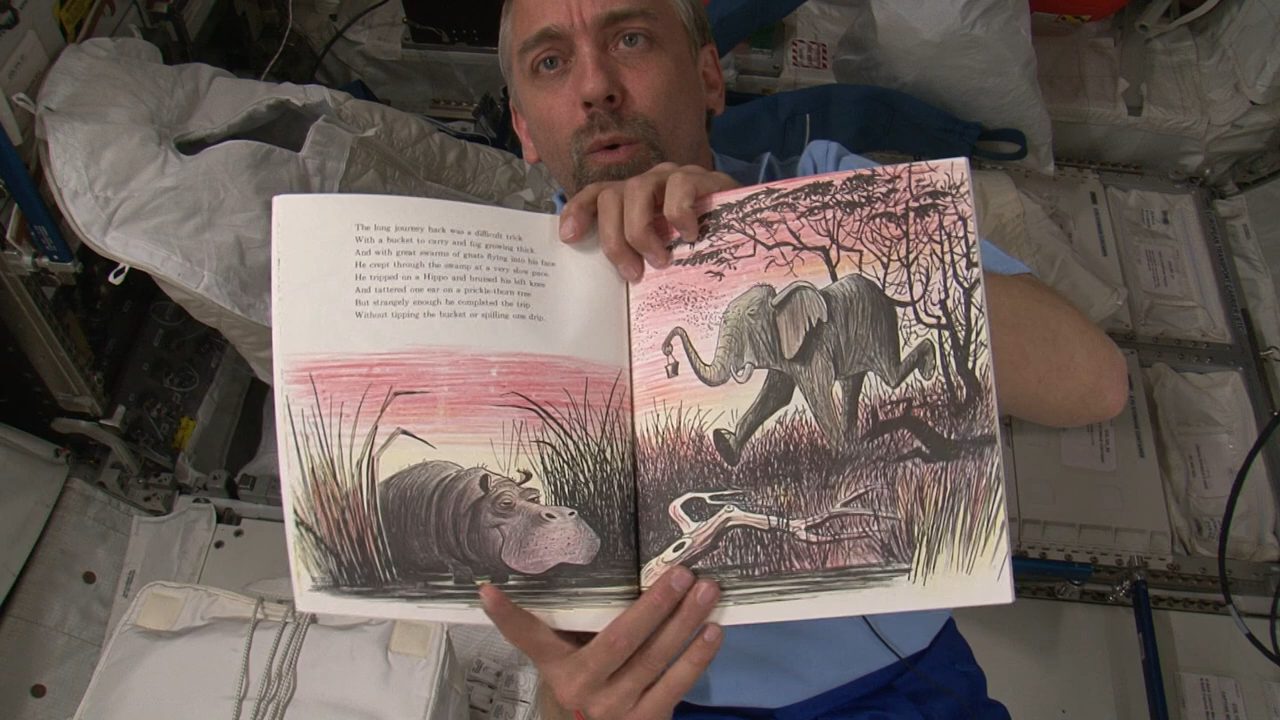 The long journey back was a difficult trick
With a bucket to carry and fog growing thick.
And with great swarms of gnats flying into his face
He crept through the swamp at a very slow pace.
He tripped on a Hippo and bruised his left knee
And tattered one ear on a prickle-thorn tree
But strangely enough he completed the trip
Without tipping the bucket or spilling one drip.